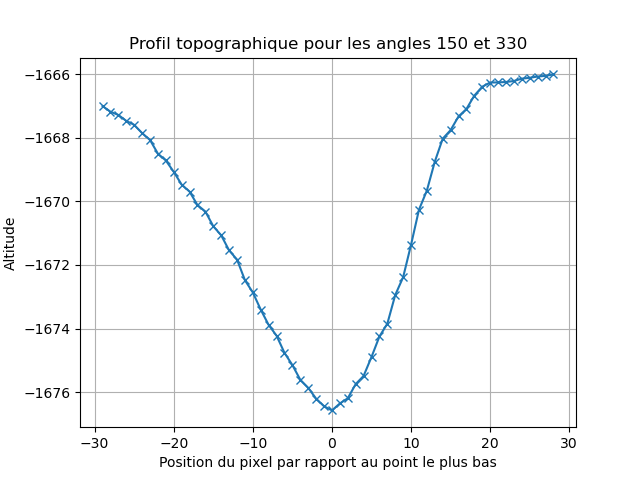 Profil topographique pour les angles 150 et 330
−1666
−1668
−1670
−1672
−1674
−1676
Altitude
−30 −20 −10 0 10 20 30
Position du pixel par rapport au point le plus bas